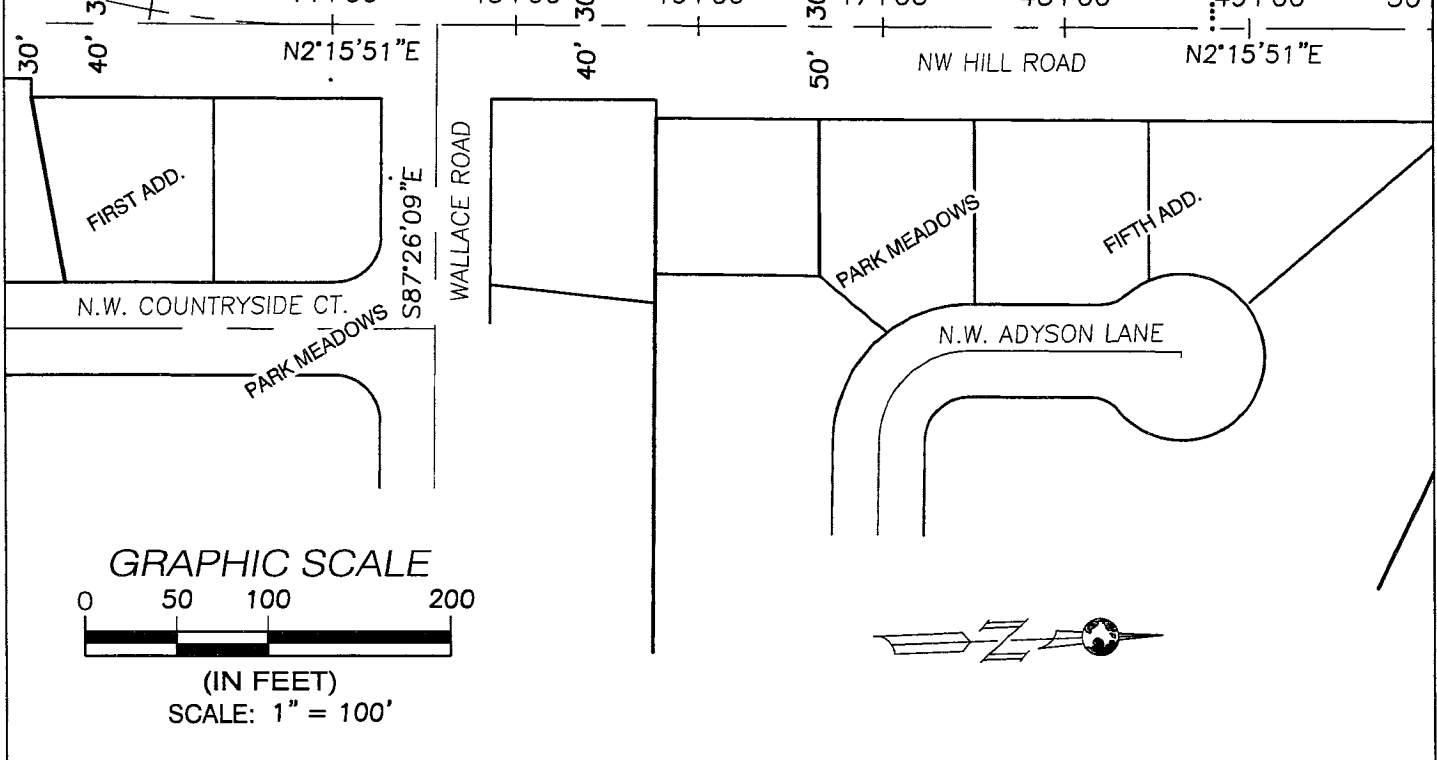 30'
40'
N2°15'51"E
40'
50'
NW HILL ROAD
N2°15'51"E
FIRST ADD.
S87°26'09"E
WALLACE ROAD
PARK MEADOWS
FIFTH ADD.
N.W. COUNTRYSIDE CT.
PARK MEADOWS
N.W. ADYSON LANE
GRAPHIC SCALE
0 50 100 200
(IN FEET)
SCALE: 1" = 100'
N